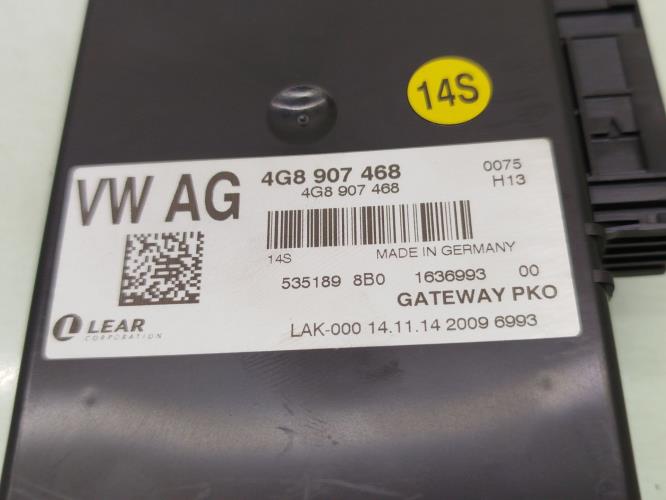 14S
VW AG
4G8 907 468
4G8 907 468
0075
H13
14S
MADE IN GERMANY
535189 8B0 1636993 00
GATEWAY PKO
LEAR
CORPORATION
LAK-000 14.11.14 2009 6993